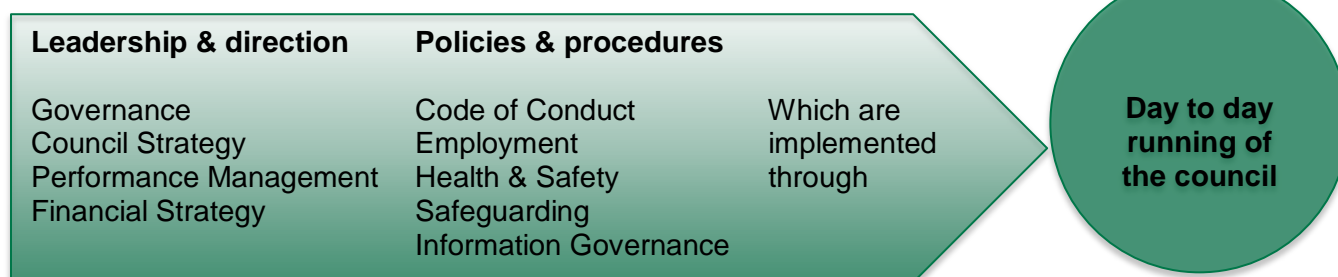 Leadership & direction
Governance
Council Strategy
Performance Management
Financial Strategy
Policies & procedures
Code of Conduct
Employment
Health & Safety
Safeguarding
Information Governance
Which are
implemented
through
Day to day
running of
the council